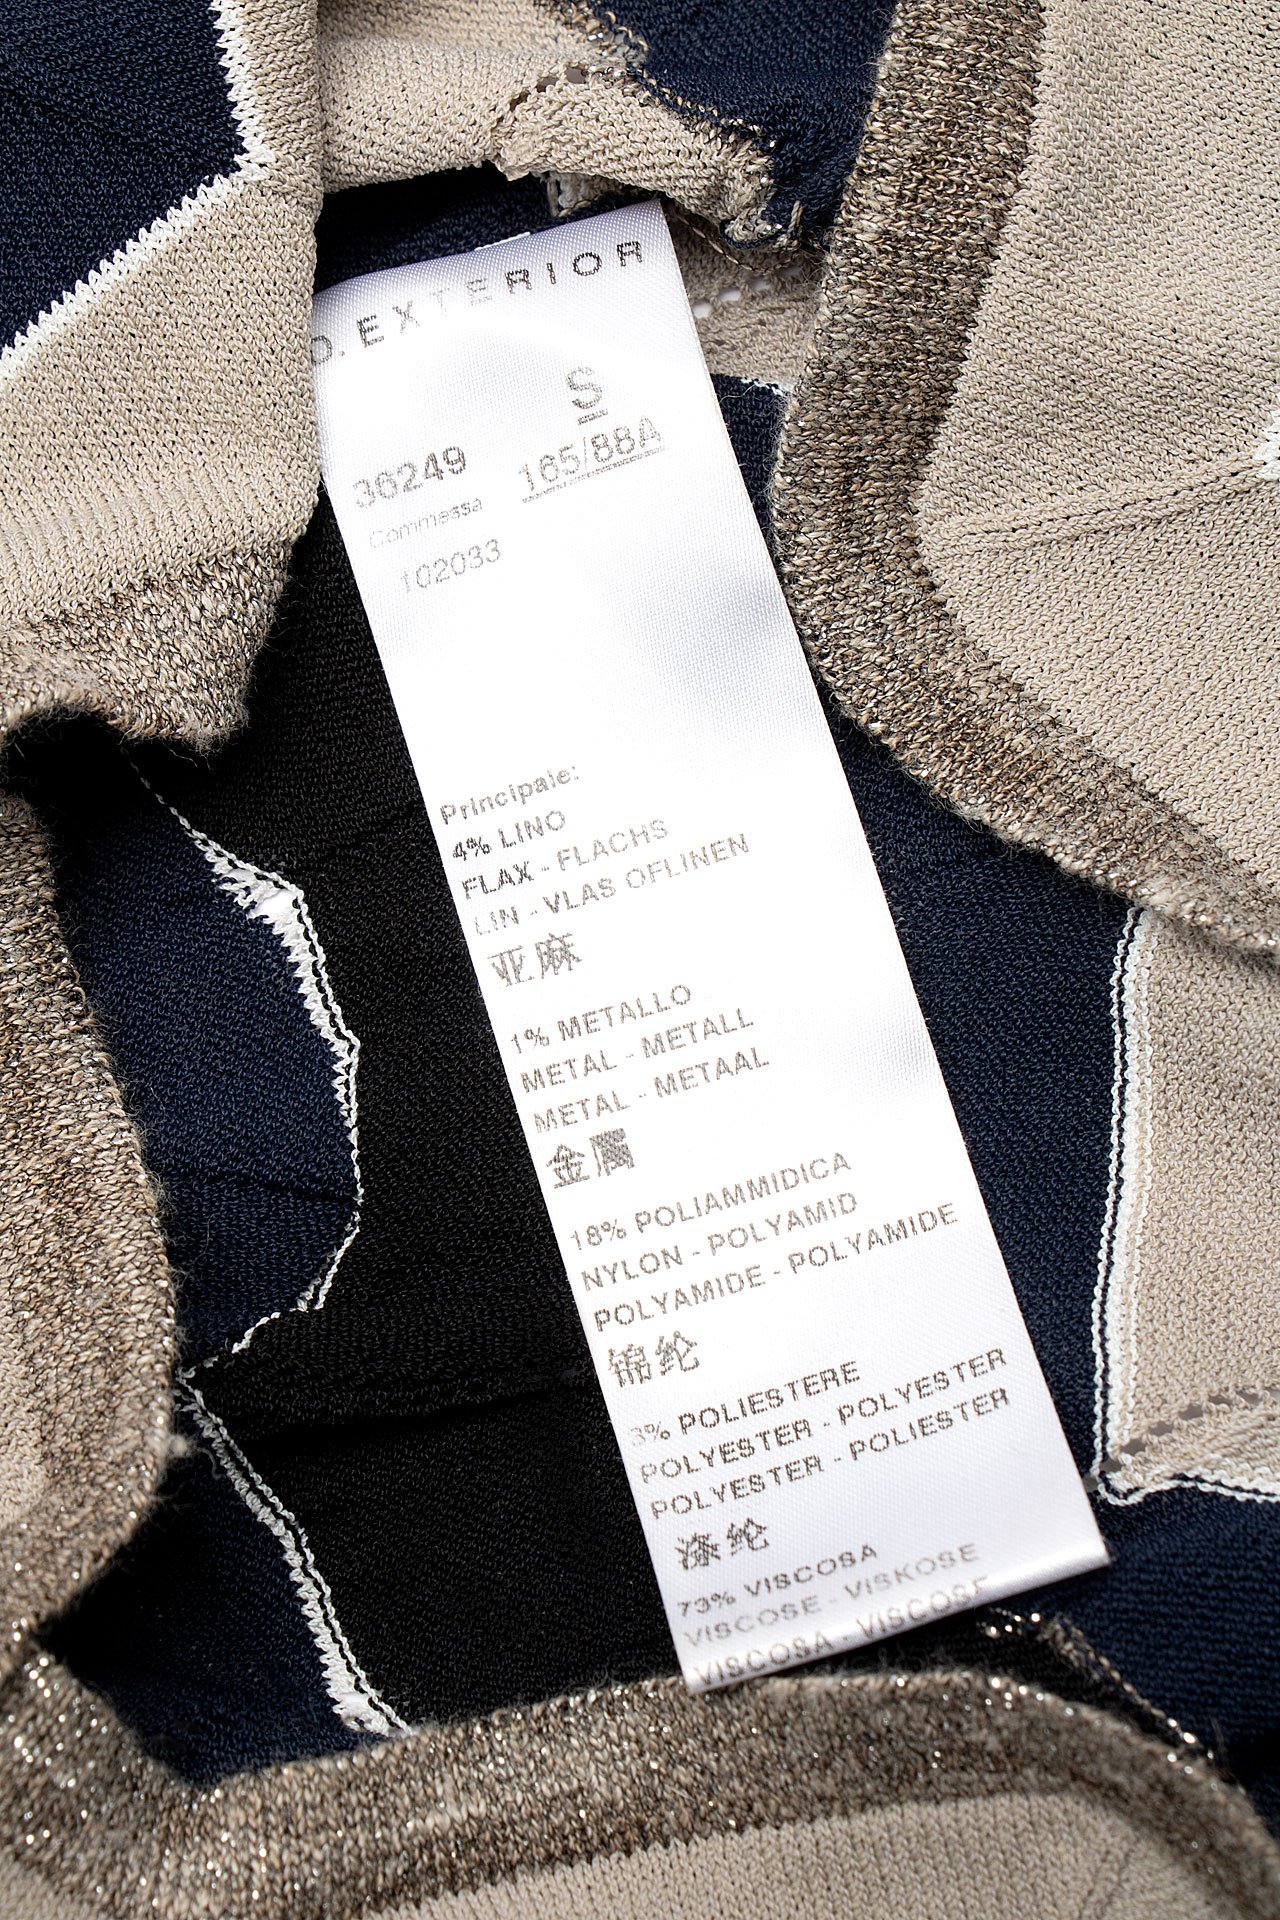 D.EXTERIOR
S
36249 165/88A
Commessa
102033
Principale:
4% LINO
FLAX - FLACHS
LIN - VLAS OFLINEN
亚麻
1% METALLO
METAL - METALL
METAL - METAAL
金属
18% POLIAMMIDICA
NYLON - POLYAMID
POLYAMIDE - POLYAMIDE
锦纶
3% POLIESTERE
POLYESTER - POLYESTER
POLYESTER - POLIESTER
涤纶
73% VISCOSA
VISCOSE - VISKOSE
VISCOSA - VISCOSE